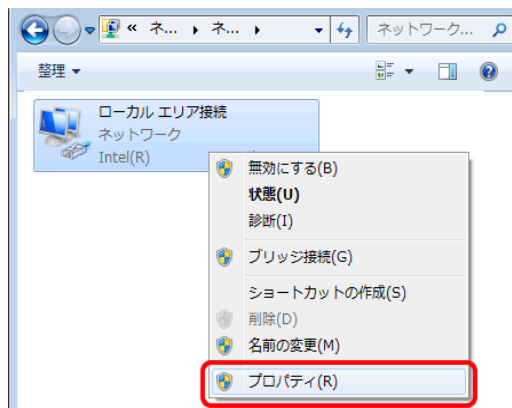 « ネ... ネ... ネットワーク...
整理
ローカル エリア接続
ネットワーク
Intel(R)
無効にする(B)
状態(U)
診断(I)
ブリッジ接続(G)
ショートカットの作成(S)
削除(D)
名前の変更(M)
プロパティ(R)